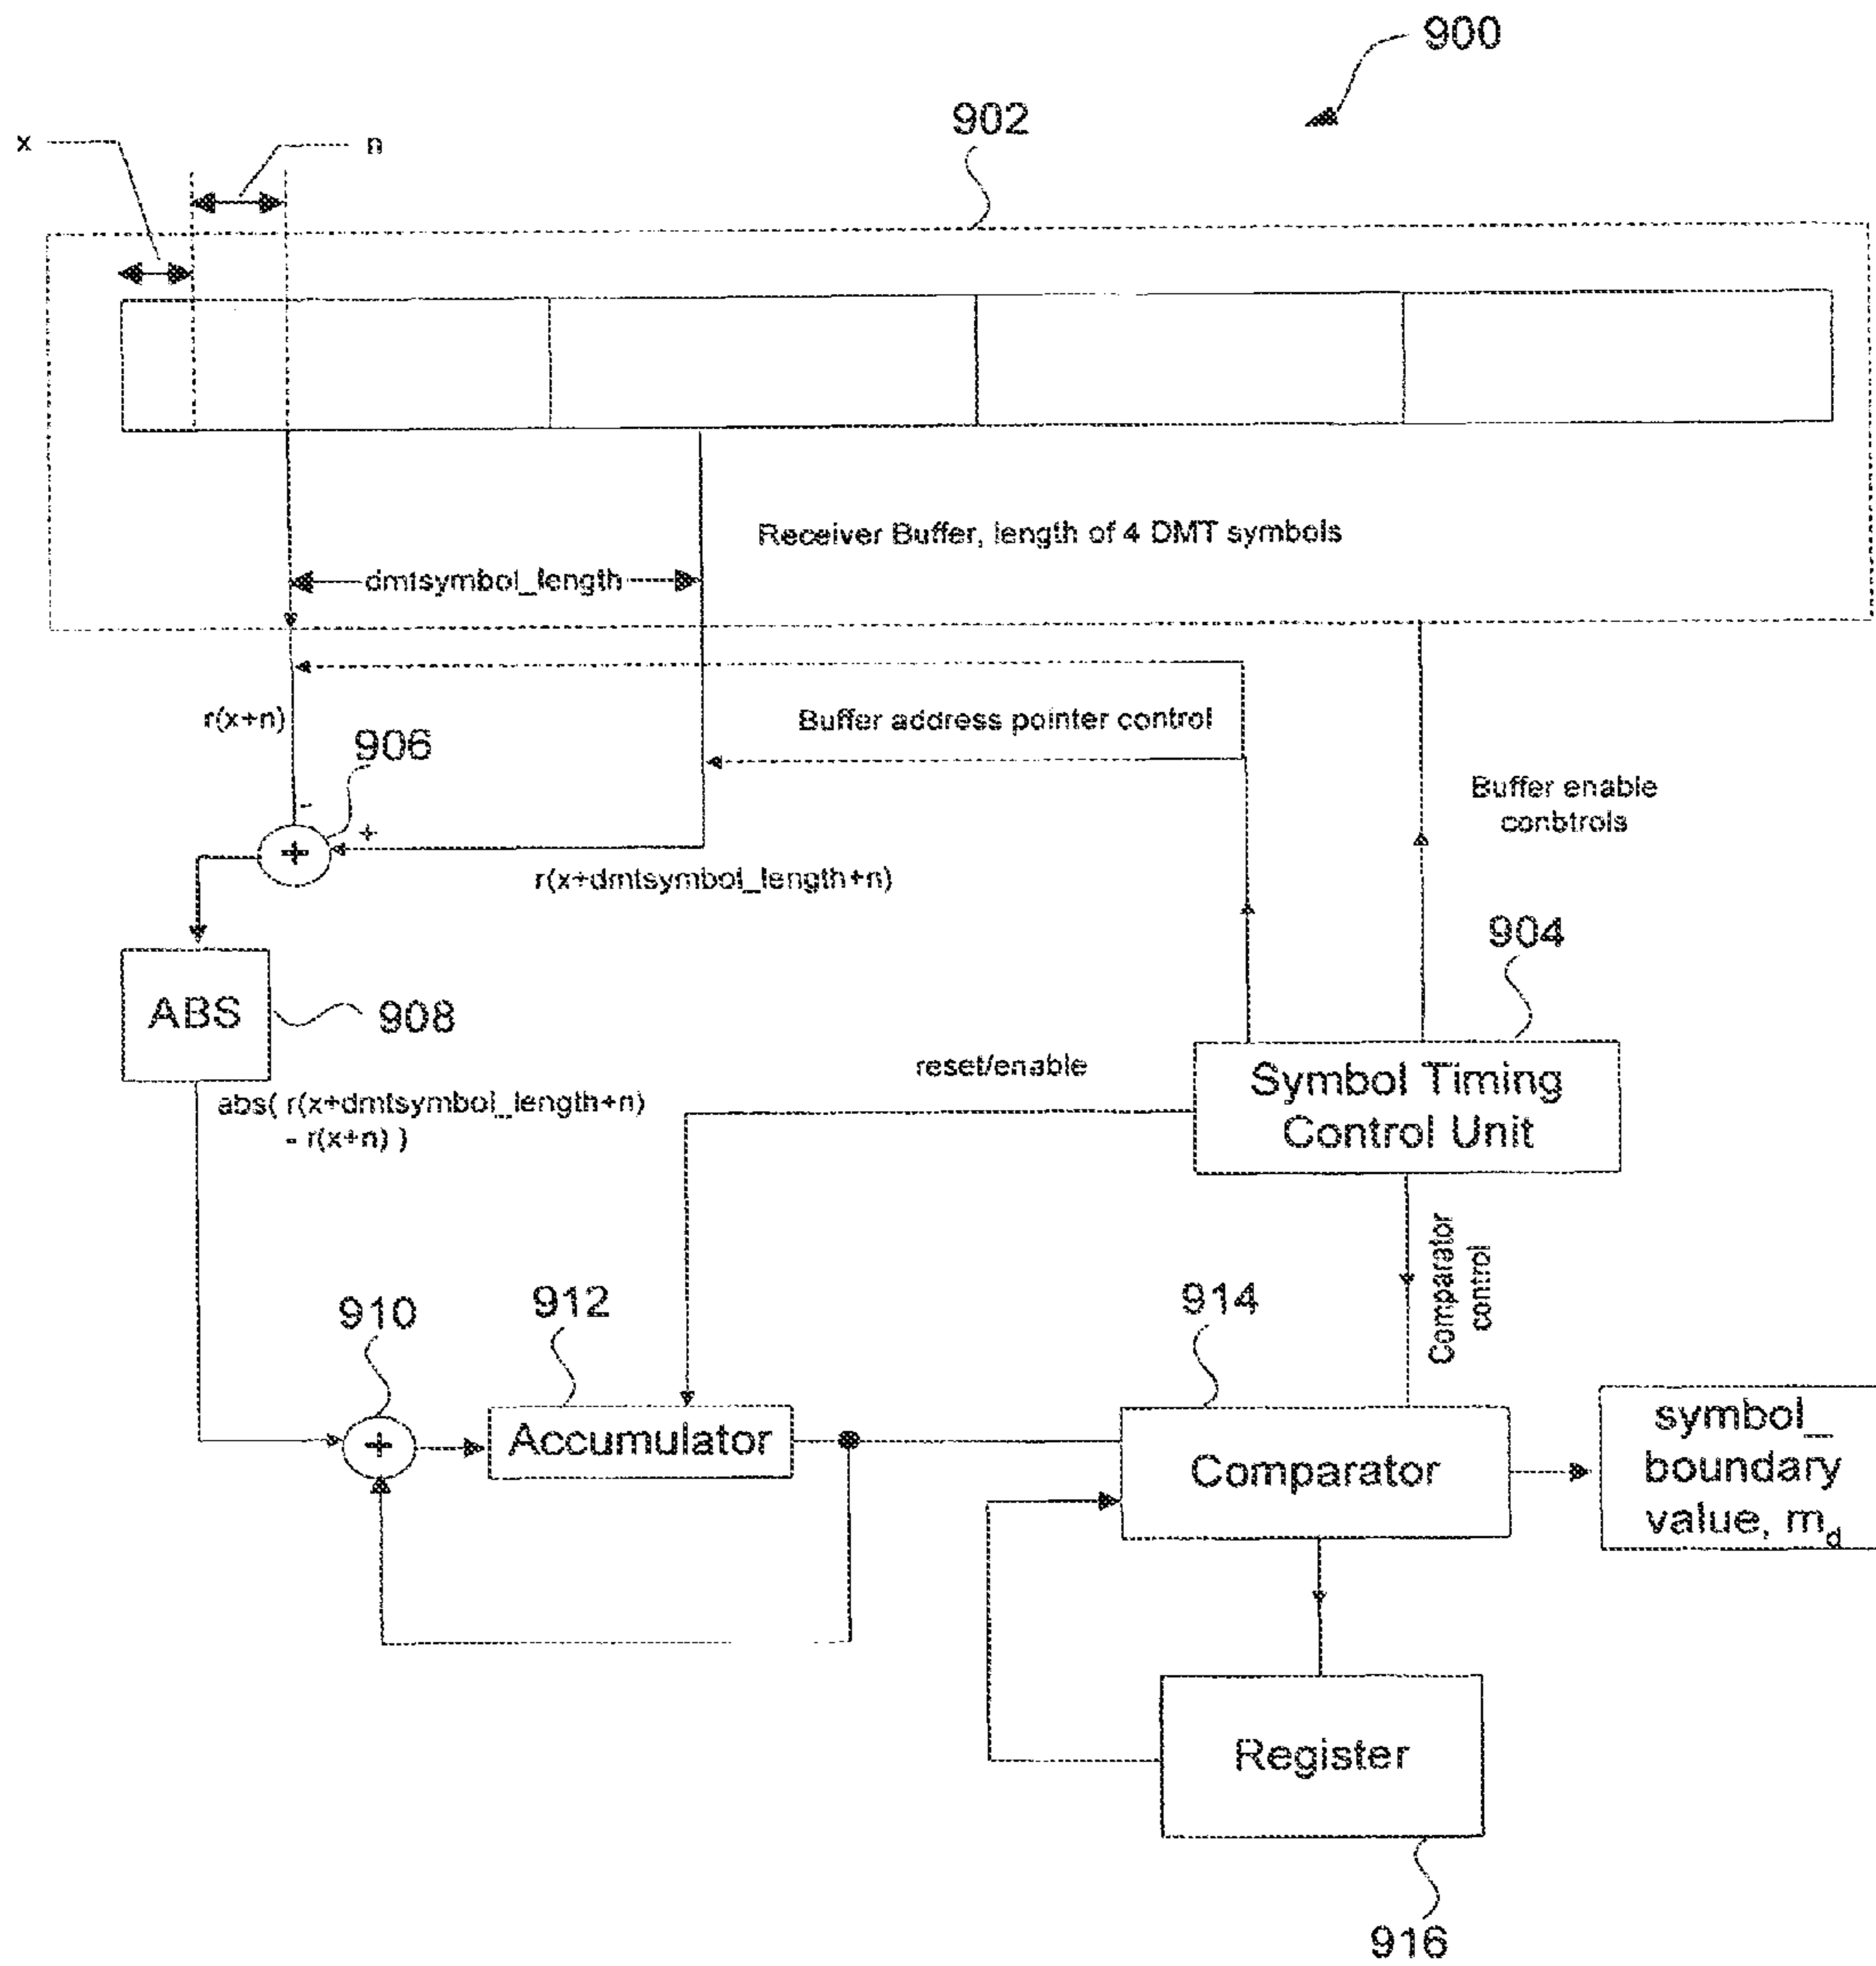 900
902
x
n
Receiver Buffer, length of 4 DMT symbols
dmtsymbol_length
r(x+n)
Buffer address pointer control
906
-
+
+
r(x+dmtsymbol_length+n)
Buffer enable
conbtrols
904
ABS
908
reset/enable
Symbol Timing
Control Unit
abs( r(x+dmtsymbol_length+n)
- r(x+n) )
Comparator
control
910
912
914
+
Accumulator
Comparator
symbol_
boundary
value, m_d
Register
916